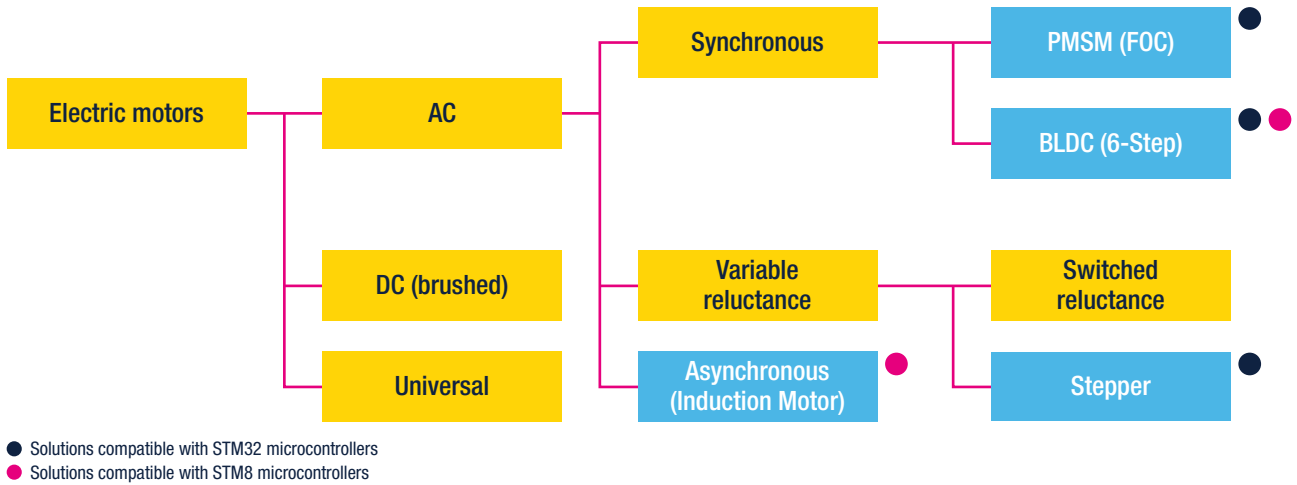 Synchronous
PMSM (FOC)
Electric motors
AC
BLDC (6-Step)
DC (brushed)
Variable
reluctance
Switched
reluctance
Universal
Asynchronous
(Induction Motor)
Stepper
Solutions compatible with STM32 microcontrollers
Solutions compatible with STM8 microcontrollers